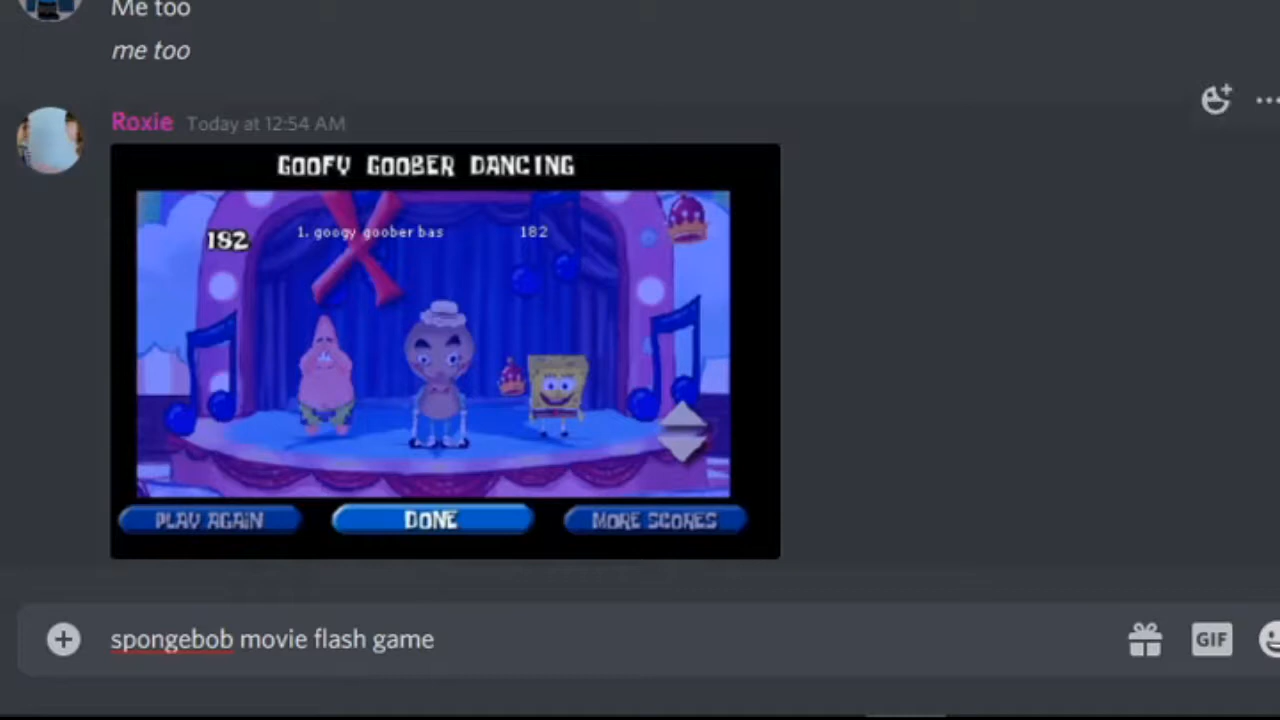 Me too
me too
Roxie Today at 12:54 AM
GOOFY GOOBER DANCING
182 1. googy goober bas 182
PLAY AGAIN DONE MORE SCORES
spongebob movie flash game GIF